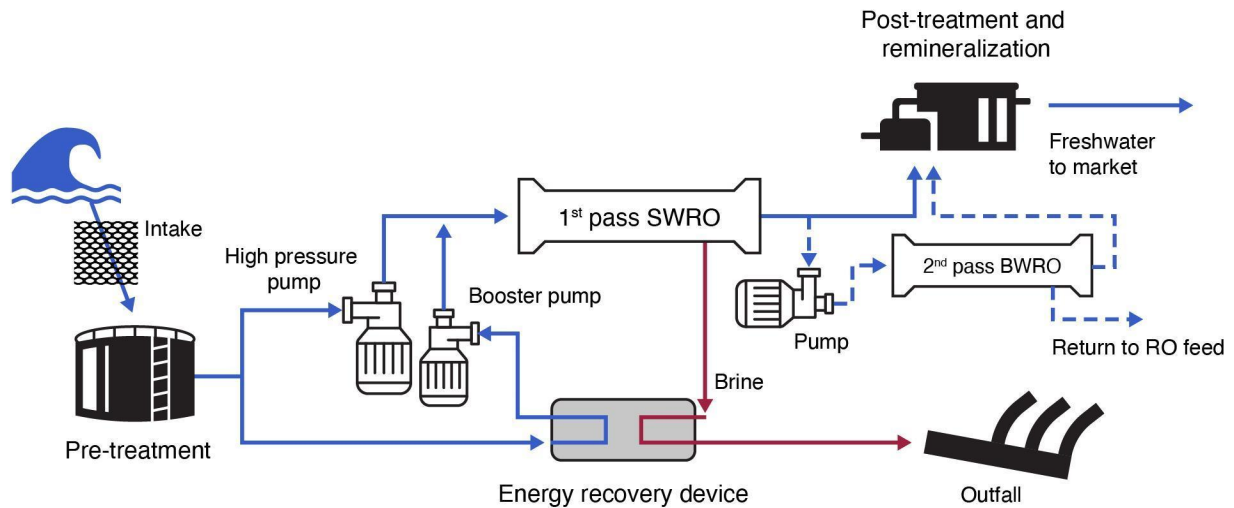 Post-treatment and
remineralization
Freshwater
to market
Intake
1st pass SWRO
High pressure
pump
Booster pump
2nd pass BWRO
Pump
Return to RO feed
Brine
Pre-treatment
Energy recovery device
Outfall